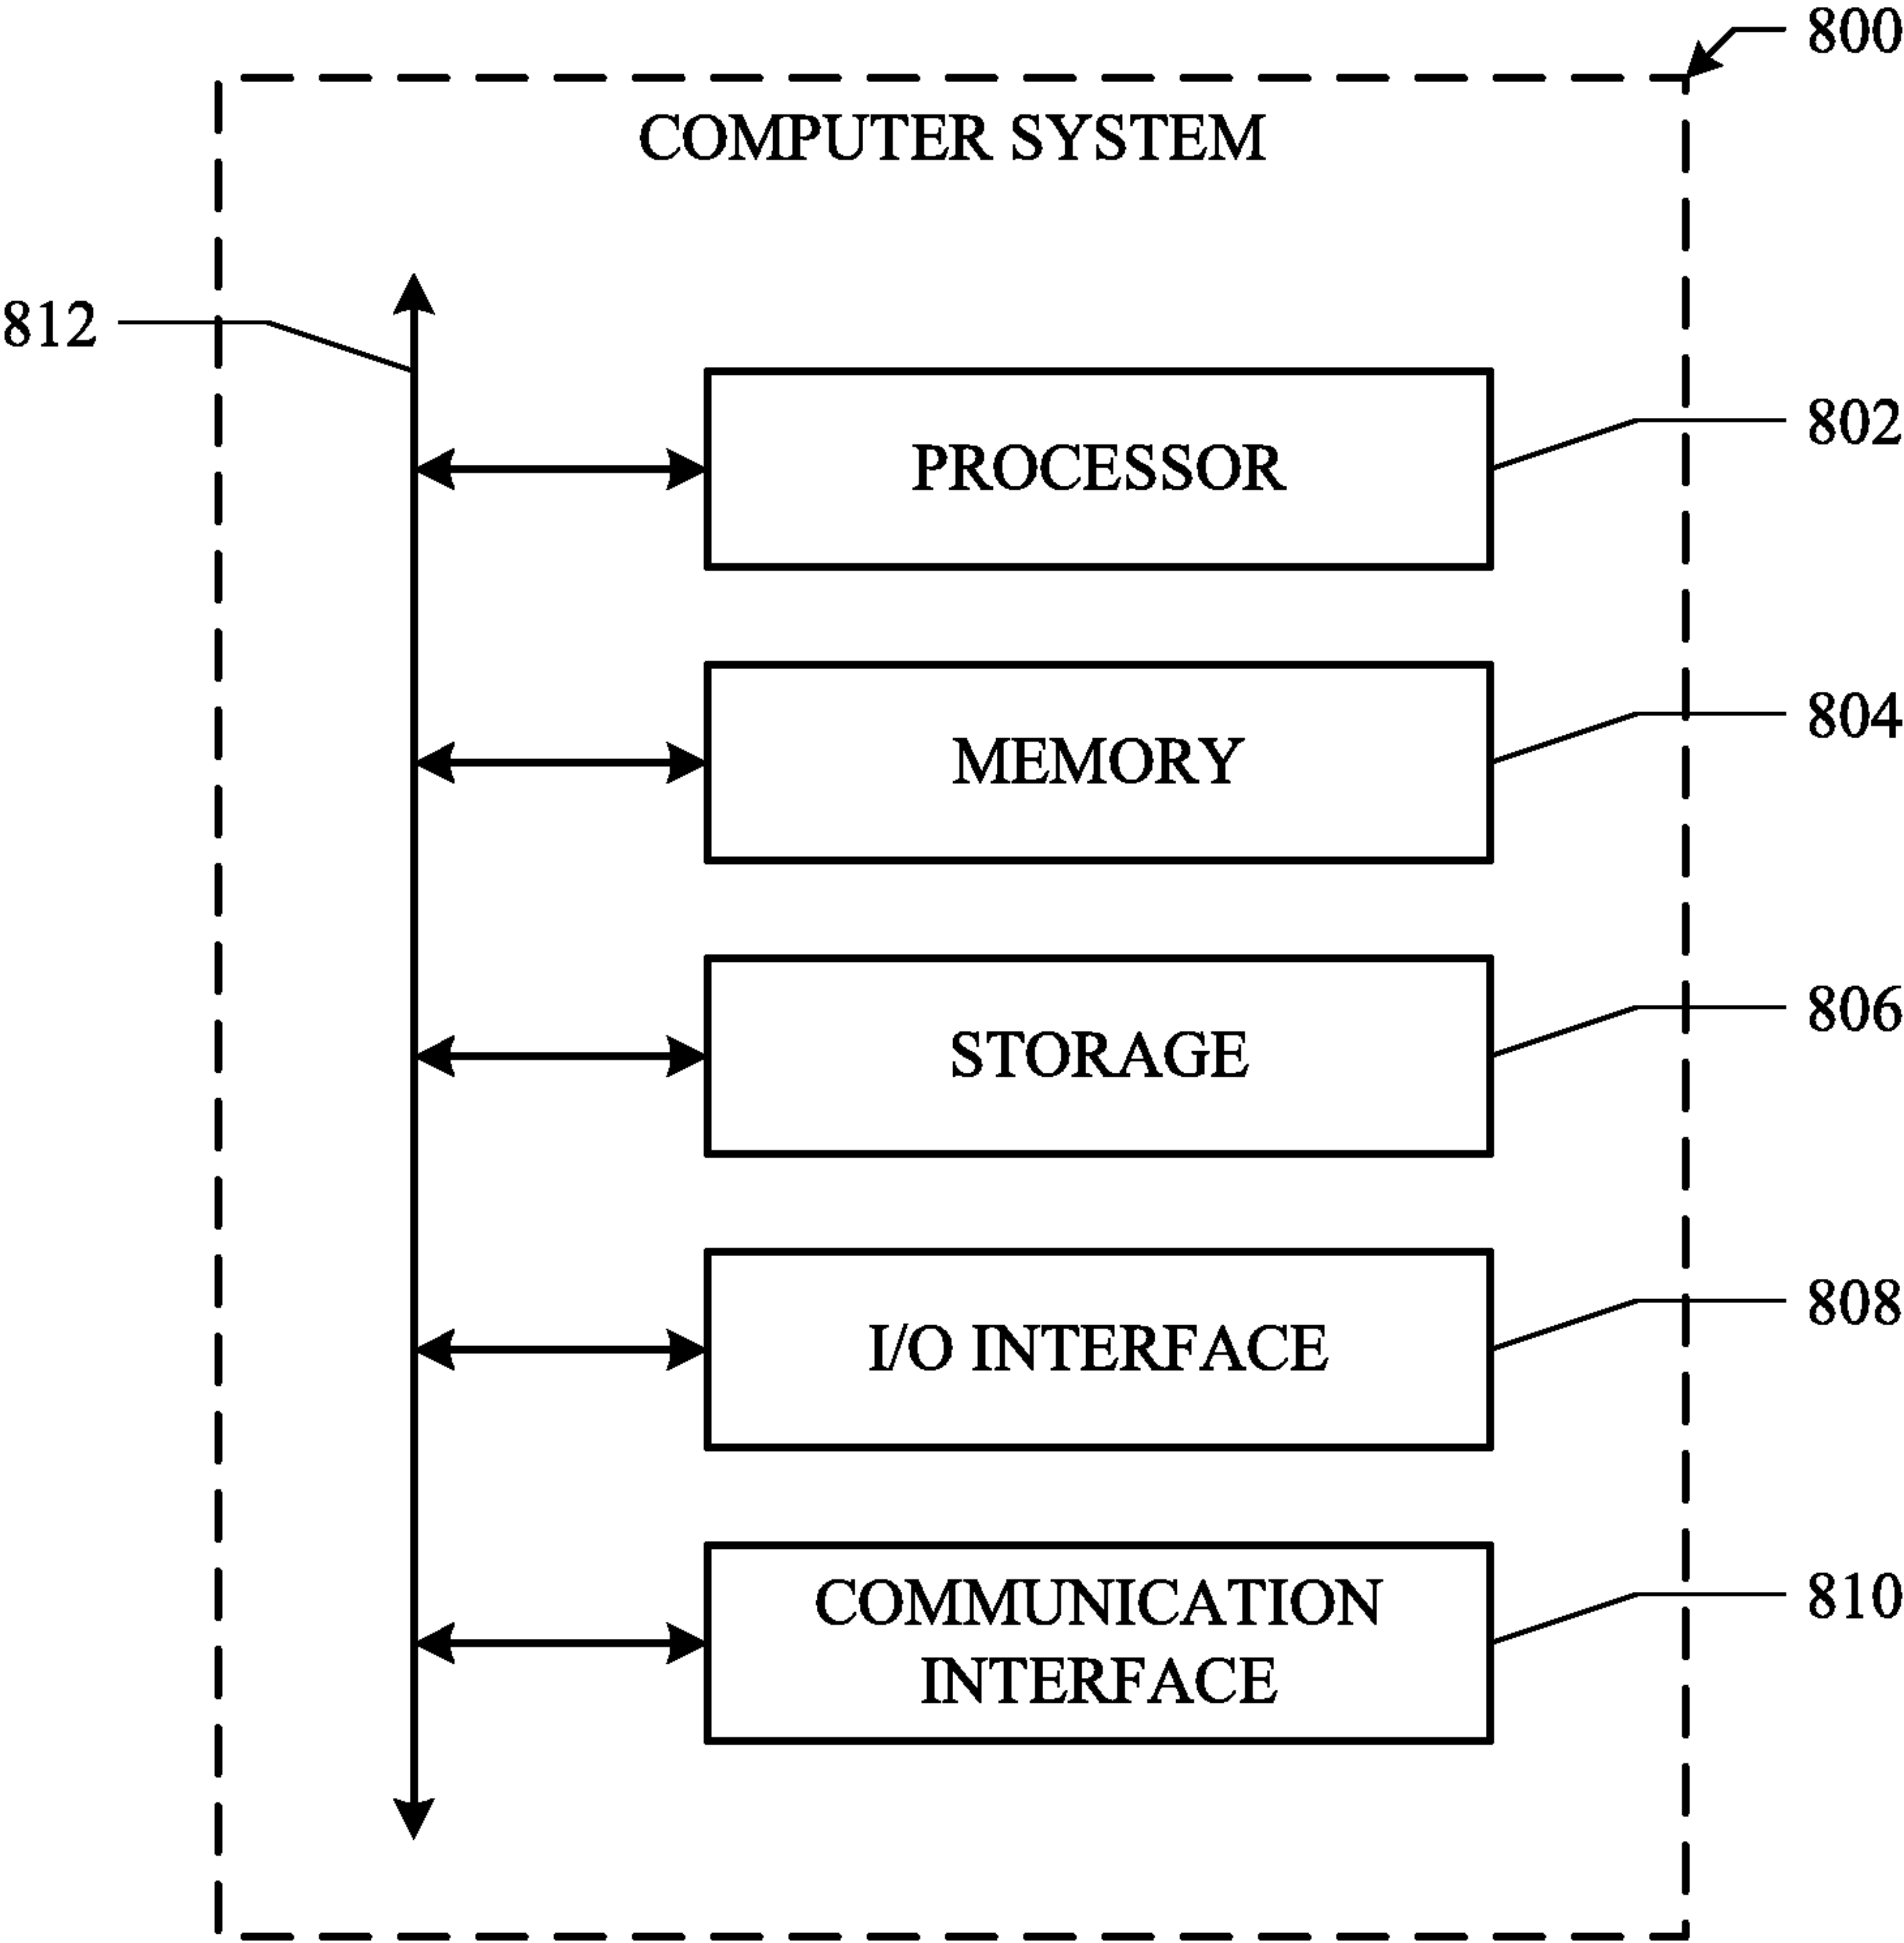 800
COMPUTER SYSTEM
812
802
PROCESSOR
804
MEMORY
806
STORAGE
808
I/O INTERFACE
810
COMMUNICATION
INTERFACE